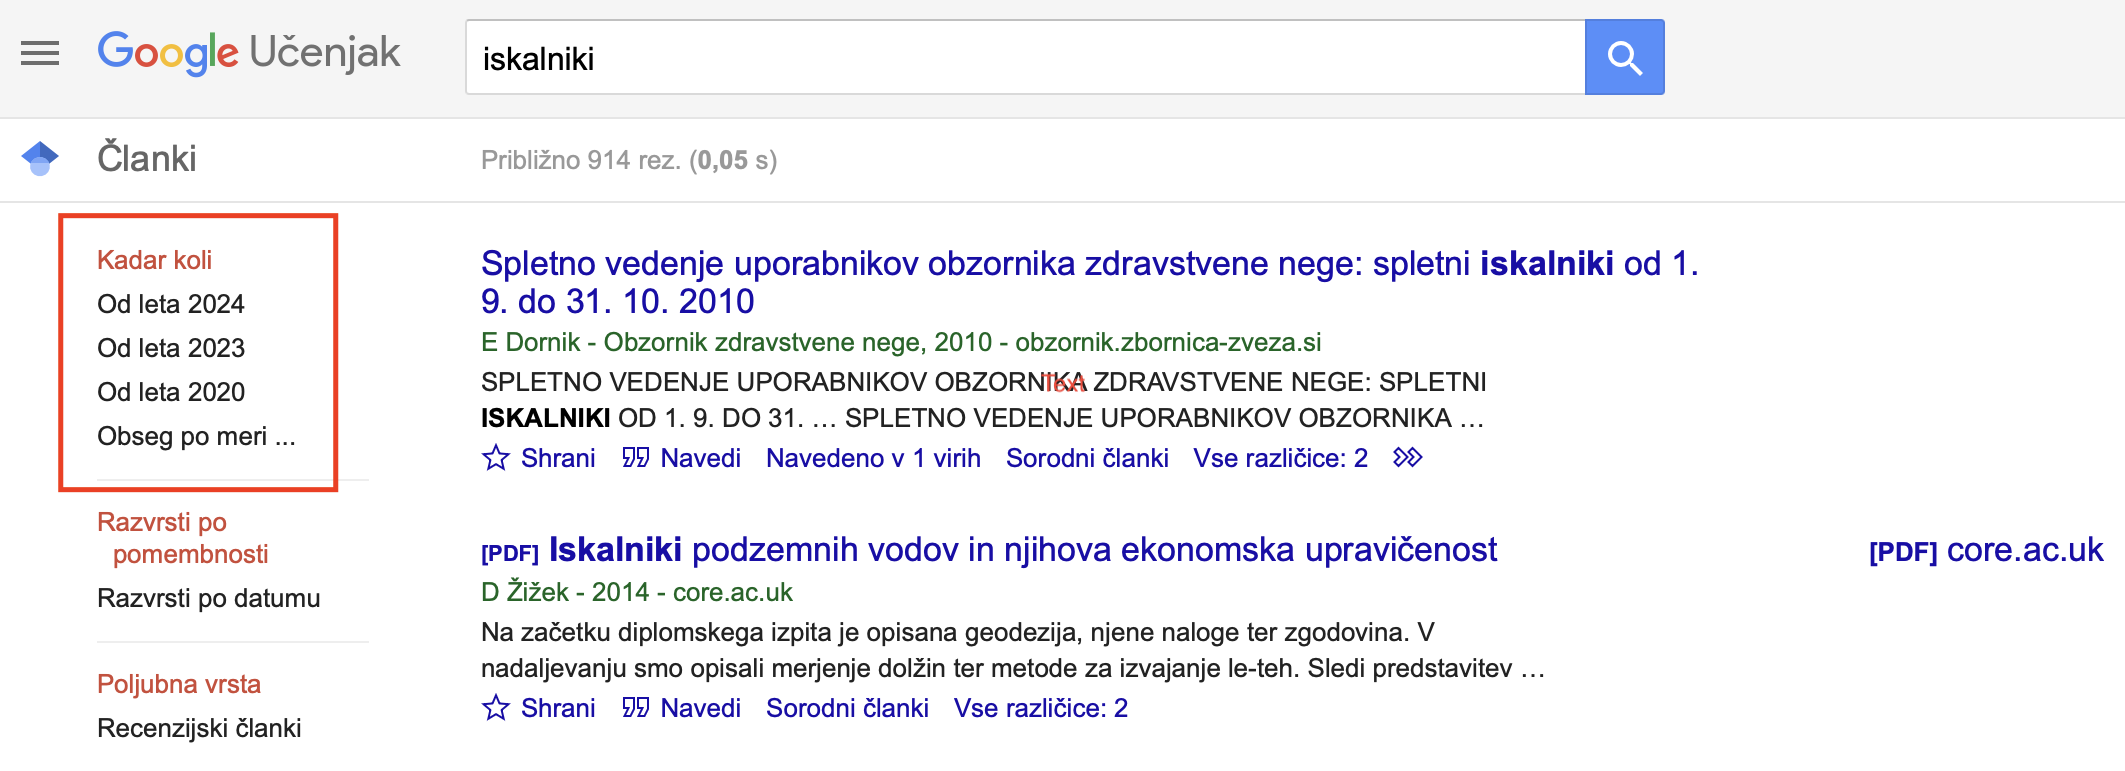 Google Učenjak
iskalniki
Članki
Približno 914 rez. (0,05 s)
Kadar koli
Od leta 2024
Od leta 2023
Od leta 2020
Obseg po meri ...
Razvrsti po
pomembnosti
Razvrsti po datumu
Poljubna vrsta
Recenzijski članki
Spletno vedenje uporabnikov obzornika zdravstvene nege: spletni iskalniki od 1.
9. do 31. 10. 2010
E Dornik - Obzornik zdravstvene nege, 2010 - obzornik.zbornica-zveza.si
SPLETNO VEDENJE UPORABNIKOV OBZORNIKA ZDRAVSTVENE NEGE: SPLETNI
Text
ISKALNIKI OD 1. 9. DO 31. … SPLETNO VEDENJE UPORABNIKOV OBZORNIKA …
Shrani Navedi Navedeno v 1 virih Sorodni članki Vse različice: 2
[PDF] Iskalniki podzemnih vodov in njihova ekonomska upravičenost
[PDF] core.ac.uk
D Žižek - 2014 - core.ac.uk
Na začetku diplomskega izpita je opisana geodezija, njene naloge ter zgodovina. V
nadaljevanju smo opisali merjenje dolžin ter metode za izvajanje le-teh. Sledi predstavitev …
Shrani Navedi Sorodni članki Vse različice: 2